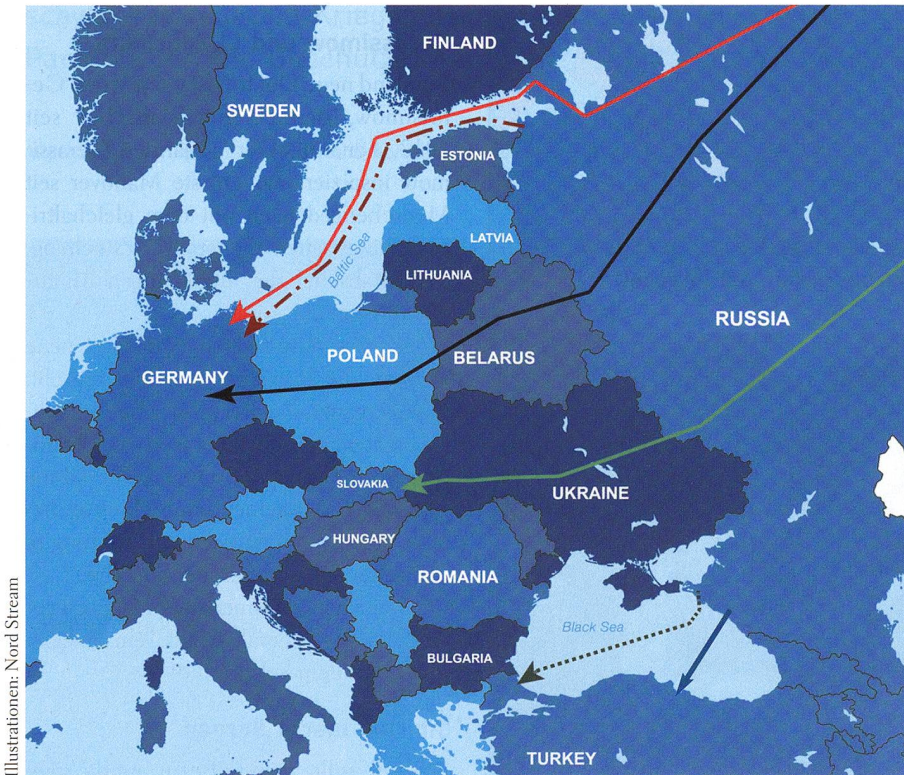 FINLAND
SWEDEN
ESTONIA
LATVIA
Baltic Sea
LITHUANIA
RUSSIA
POLAND
BELARUS
GERMANY
SLOVAKIA
UKRAINE
HUNGARY
ROMANIA
Black Sea
BULGARIA
TURKEY
Illustrationen: Nord Stream